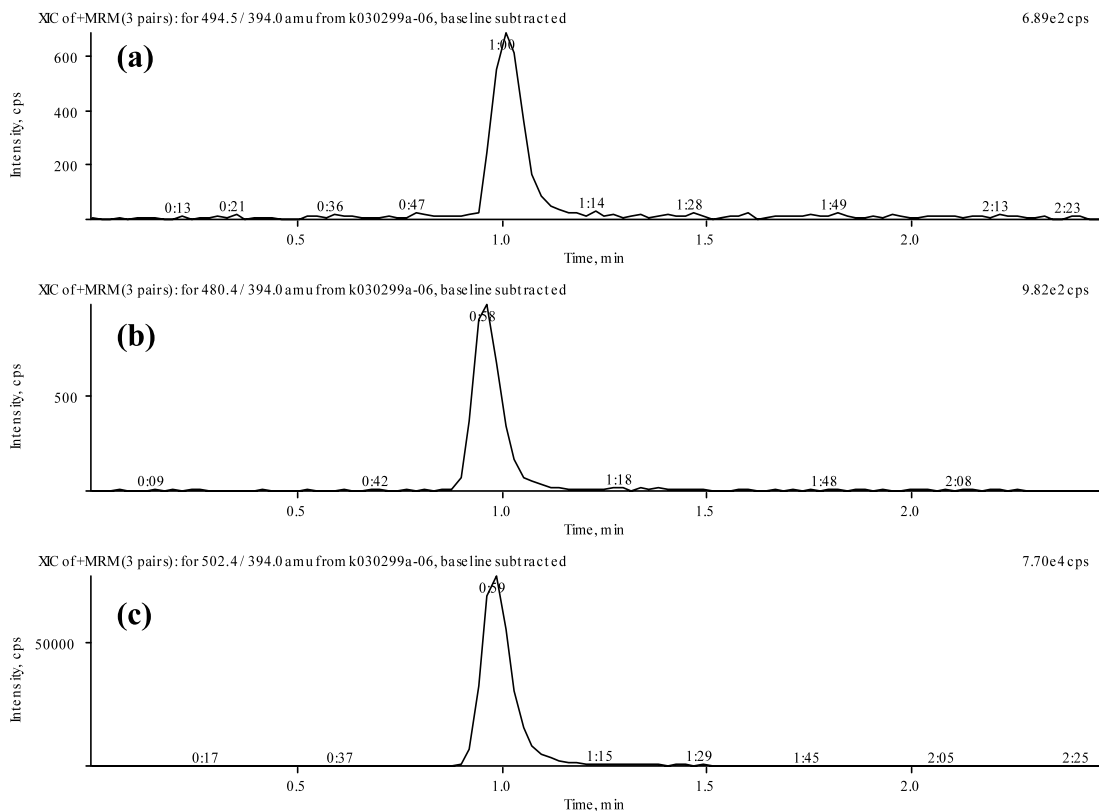 XIC of +MRM (3 pairs): for 494.5 / 394.0 amu from k030299a-06, baseline subtracted 6.89e2 cps
(a)
1:00
600
400
200
Intensity, cps
0:13 0:21 0:36 0:47 1:14 1:28 1:49 2:13 2:23
0.5 1.0 1.5 2.0
Time, min
XIC of +MRM (3 pairs): for 480.4 / 394.0 amu from k030299a-06, baseline subtracted 9.82e2 cps
(b)
0:58
500
Intensity, cps
0:09 0:42 1:18 1:48 2:08
0.5 1.0 1.5 2.0
Time, min
XIC of +MRM (3 pairs): for 502.4 / 394.0 amu from k030299a-06, baseline subtracted 7.70e4 cps
(c)
0:59
50000
Intensity, cps
0:17 0:37 1:15 1:29 1:45 2:05 2:25
0.5 1.0 1.5 2.0
Time, min